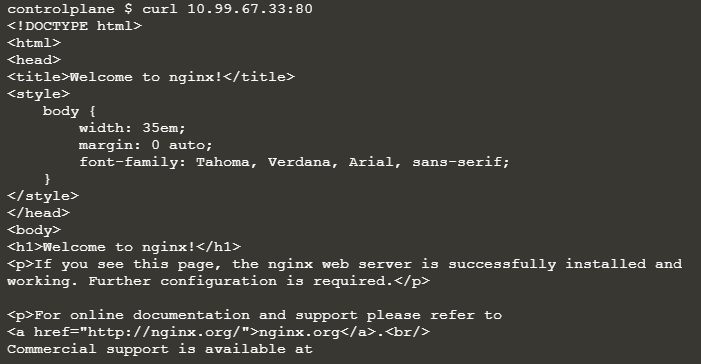 controlplane $ curl 10.99.67.33:80
<!DOCTYPE html>
<html>
<head>
<title>Welcome to nginx!</title>
<style>
    body {
        width: 35em;
        margin: 0 auto;
        font-family: Tahoma, Verdana, Arial, sans-serif;
    }
</style>
</head>
<body>
<h1>Welcome to nginx!</h1>
<p>If you see this page, the nginx web server is successfully installed and
working. Further configuration is required.</p>

<p>For online documentation and support please refer to
<a href="http://nginx.org/">nginx.org</a>.<br/>
Commercial support is available at